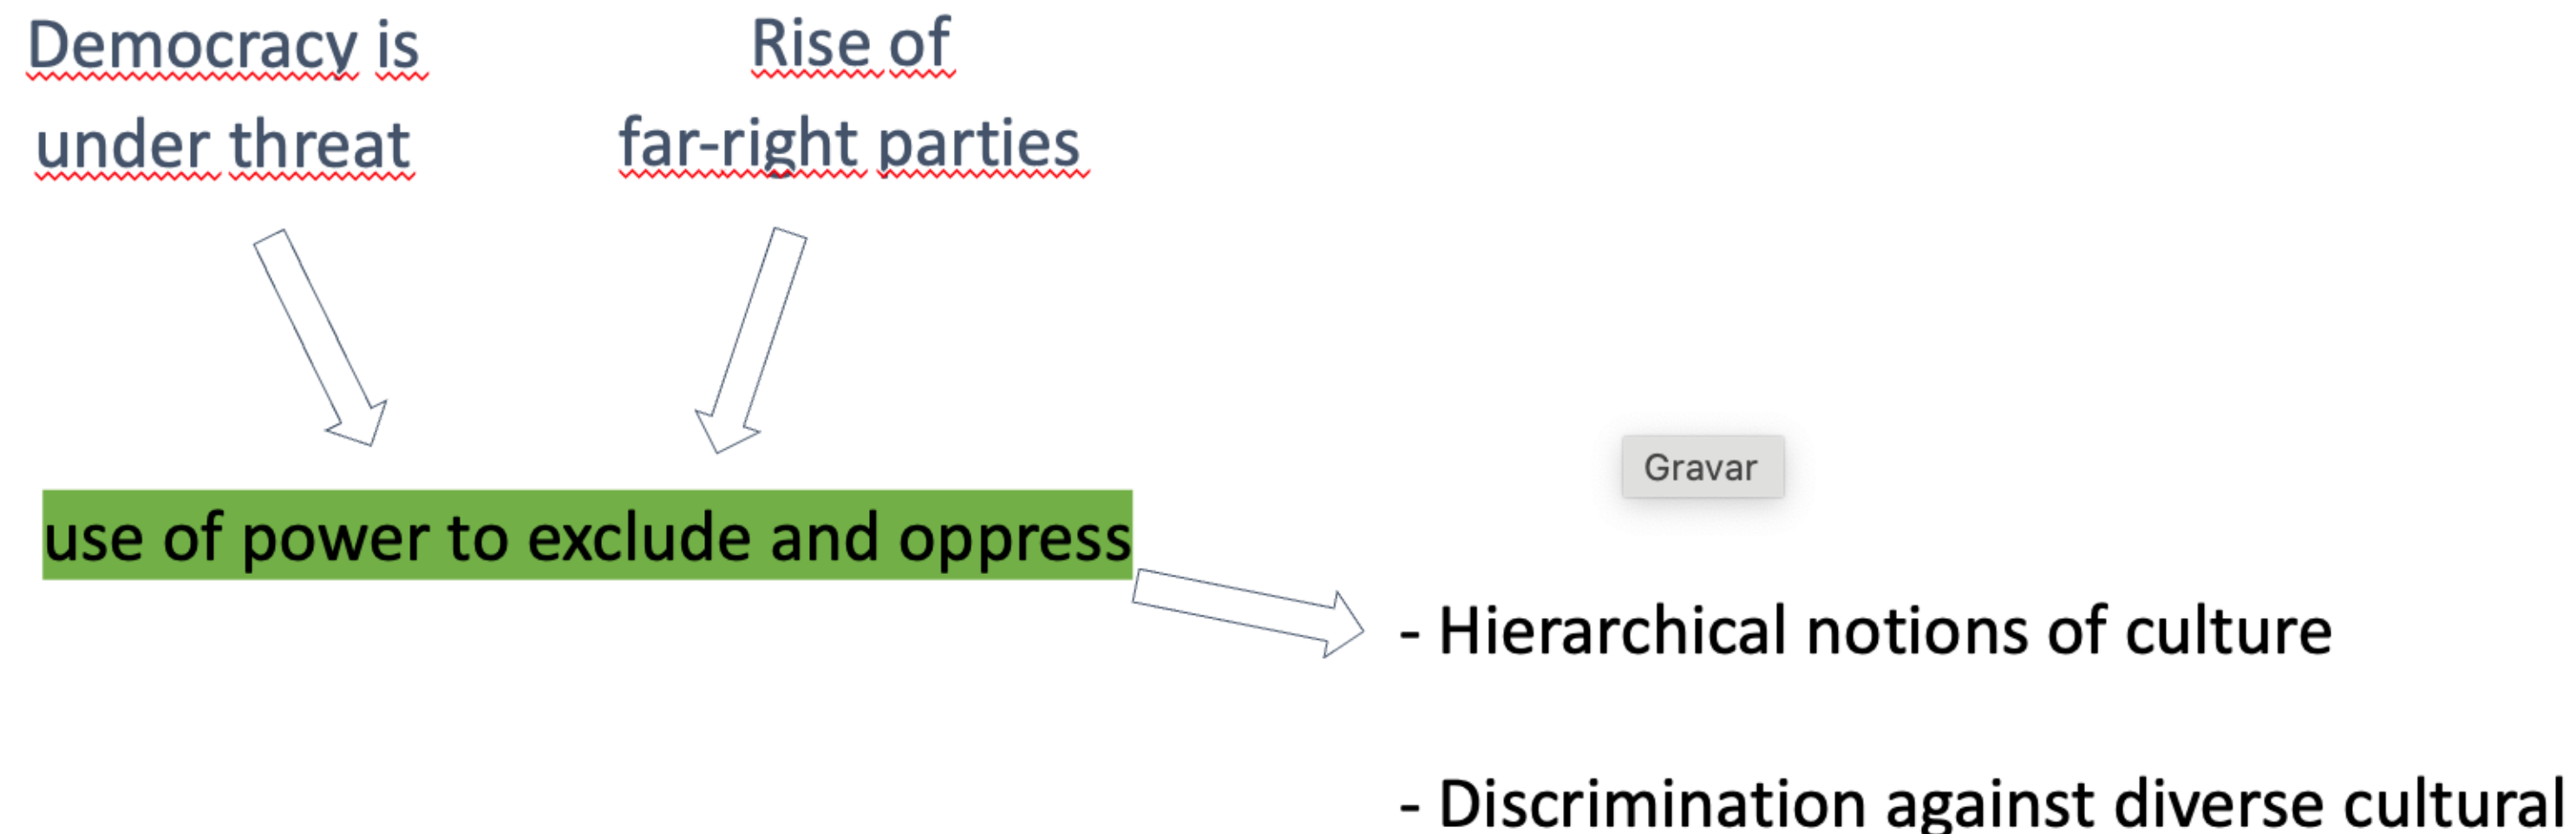 Democracy is
under threat
Rise of
far-right parties
use of power to exclude and oppress
Gravar
- Hierarchical notions of culture
- Discrimination against diverse cultural